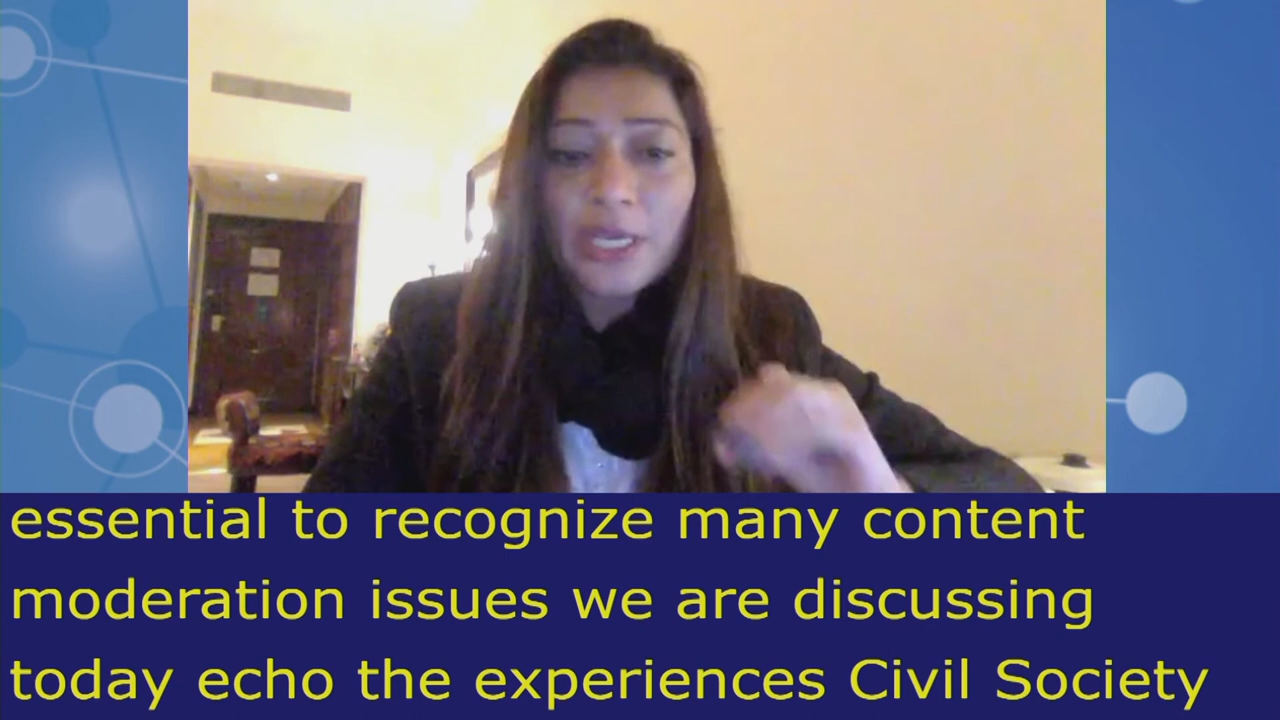 essential to recognize many content
moderation issues we are discussing
today echo the experiences Civil Society